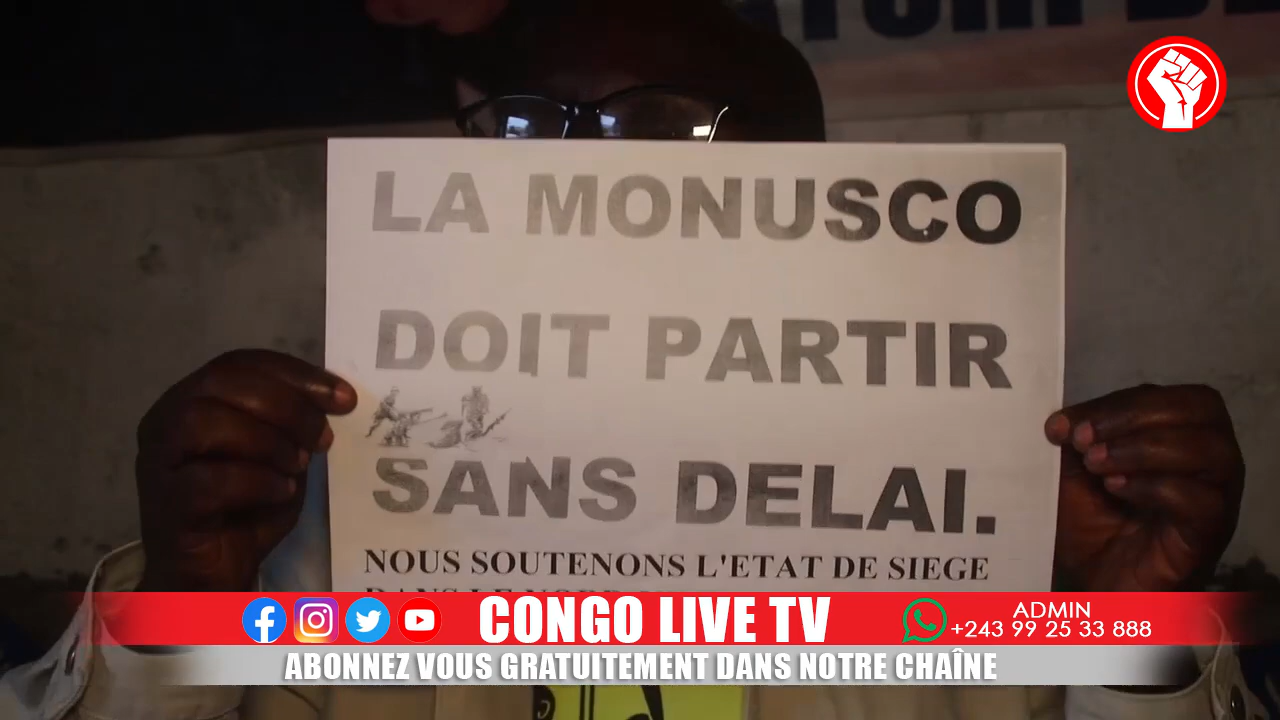 LA MONUSCO
DOIT PARTIR
SANS DELAI.
NOUS SOUTENONS L'ETAT DE SIEGE
CONGO LIVE TV
ADMIN
+243 99 25 33 888
ABONNEZ VOUS GRATUITEMENT DANS NOTRE CHAÎNE